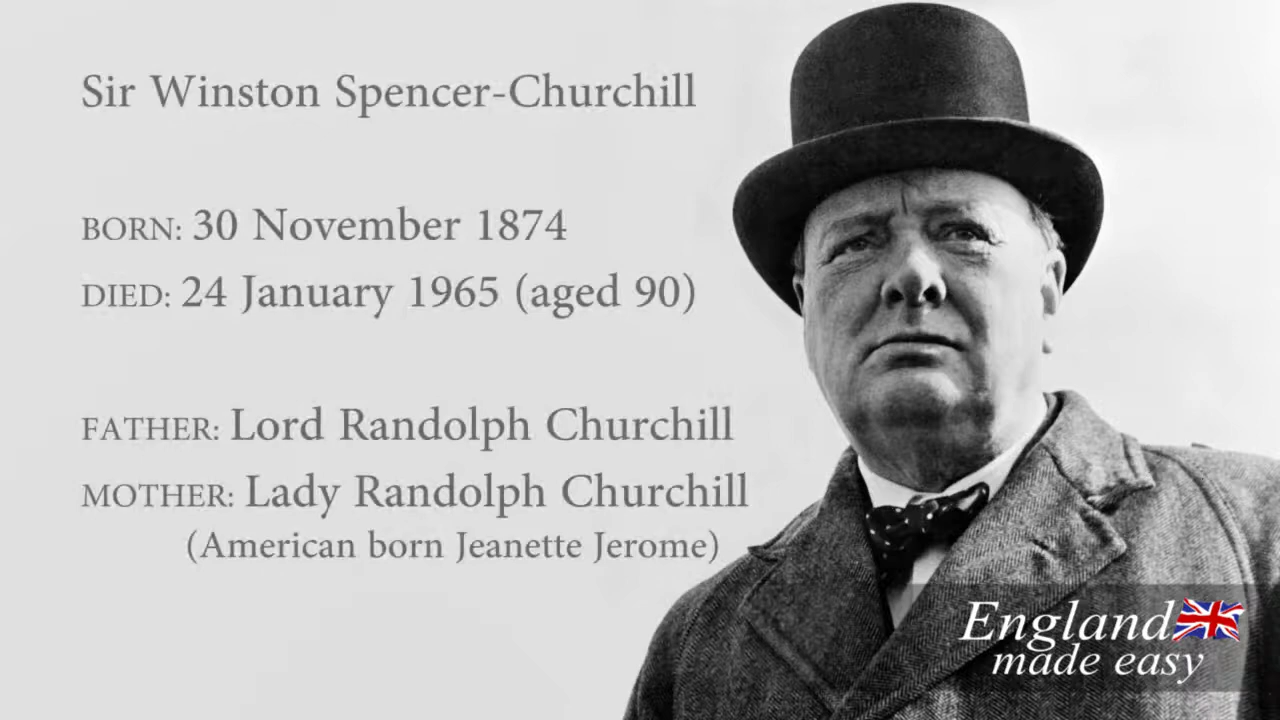 Sir Winston Spencer-Churchill
BORN: 30 November 1874
DIED: 24 January 1965 (aged 90)
FATHER: Lord Randolph Churchill
MOTHER: Lady Randolph Churchill
(American born Jeanette Jerome)
England
made easy